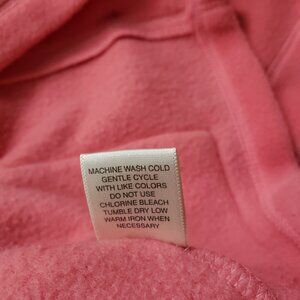 MACHINE WASH COLD
GENTLE CYCLE
WITH LIKE COLORS
DO NOT USE
CHLORINE BLEACH
TUMBLE DRY LOW
WARM IRON WHEN
NECESSARY